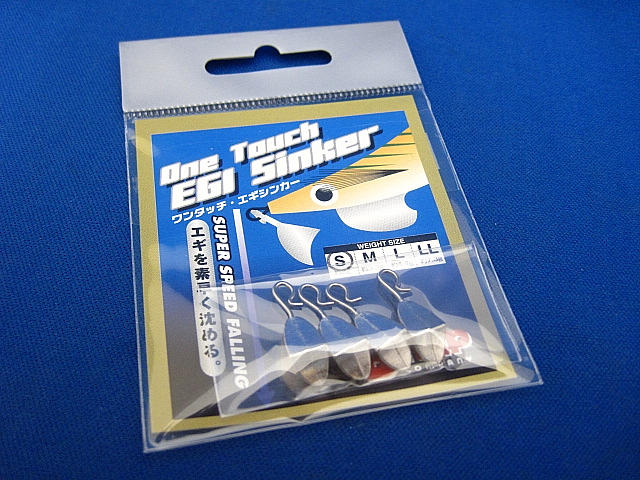 One Touch
EGI Sinker
ワンタッチ・エギシンカー
SUPER SPEED FALLING
エギを素早く沈める。
WEIGHT SIZE
S M L LL